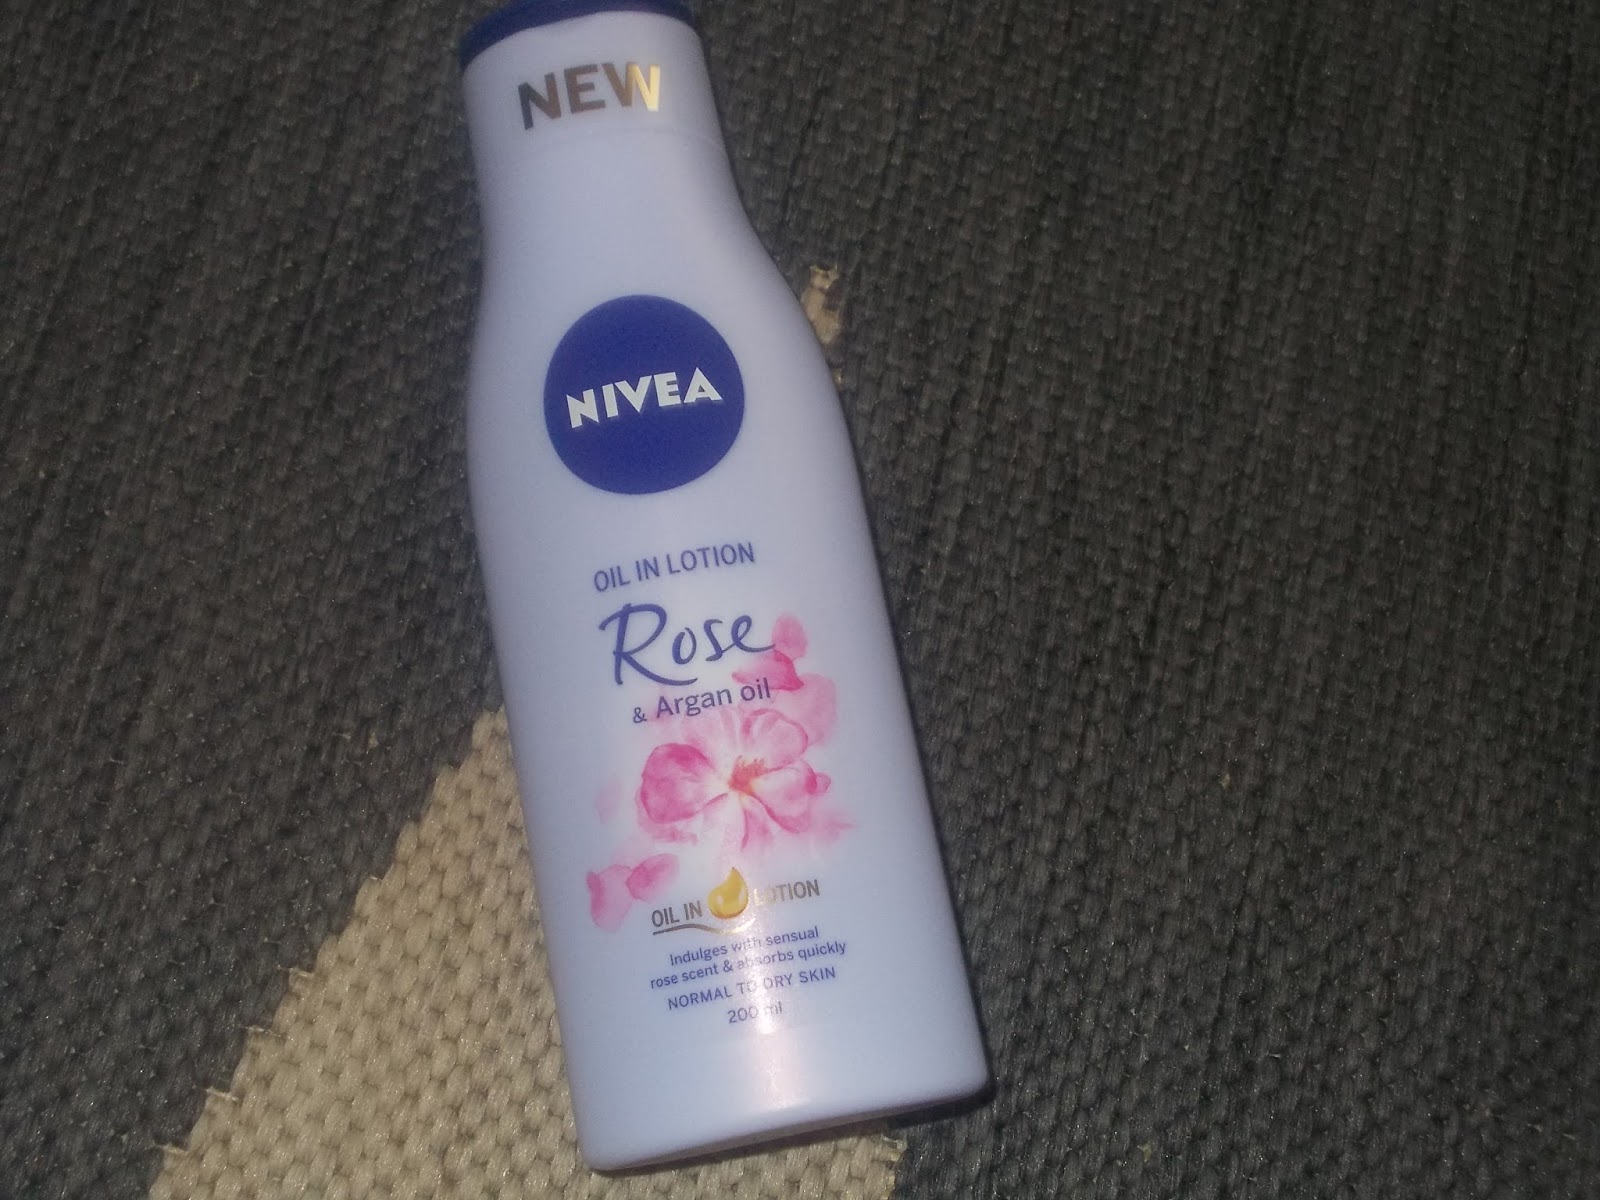 NEW
NIVEA
OIL IN LOTION
Rose
& Argan oil
OIL IN LOTION
Indulges with sensual
rose scent & absorbs quickly
NORMAL TO DRY SKIN
200 ml